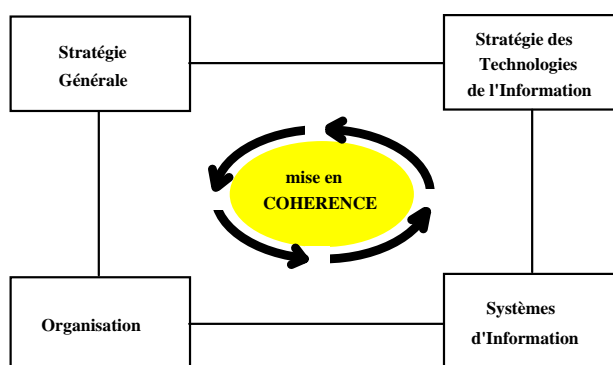 Stratégie
Générale
Stratégie des
Technologies
de l'Information
mise en
COHERENCE
Organisation
Systèmes
d'Information